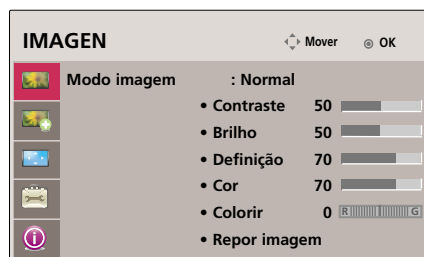 IMAGEN Mover OK
Modo imagem : Normal
• Contraste 50
• Brilho 50
• Definição 70
• Cor 70
• Colorir 0 R G
• Repor imagem